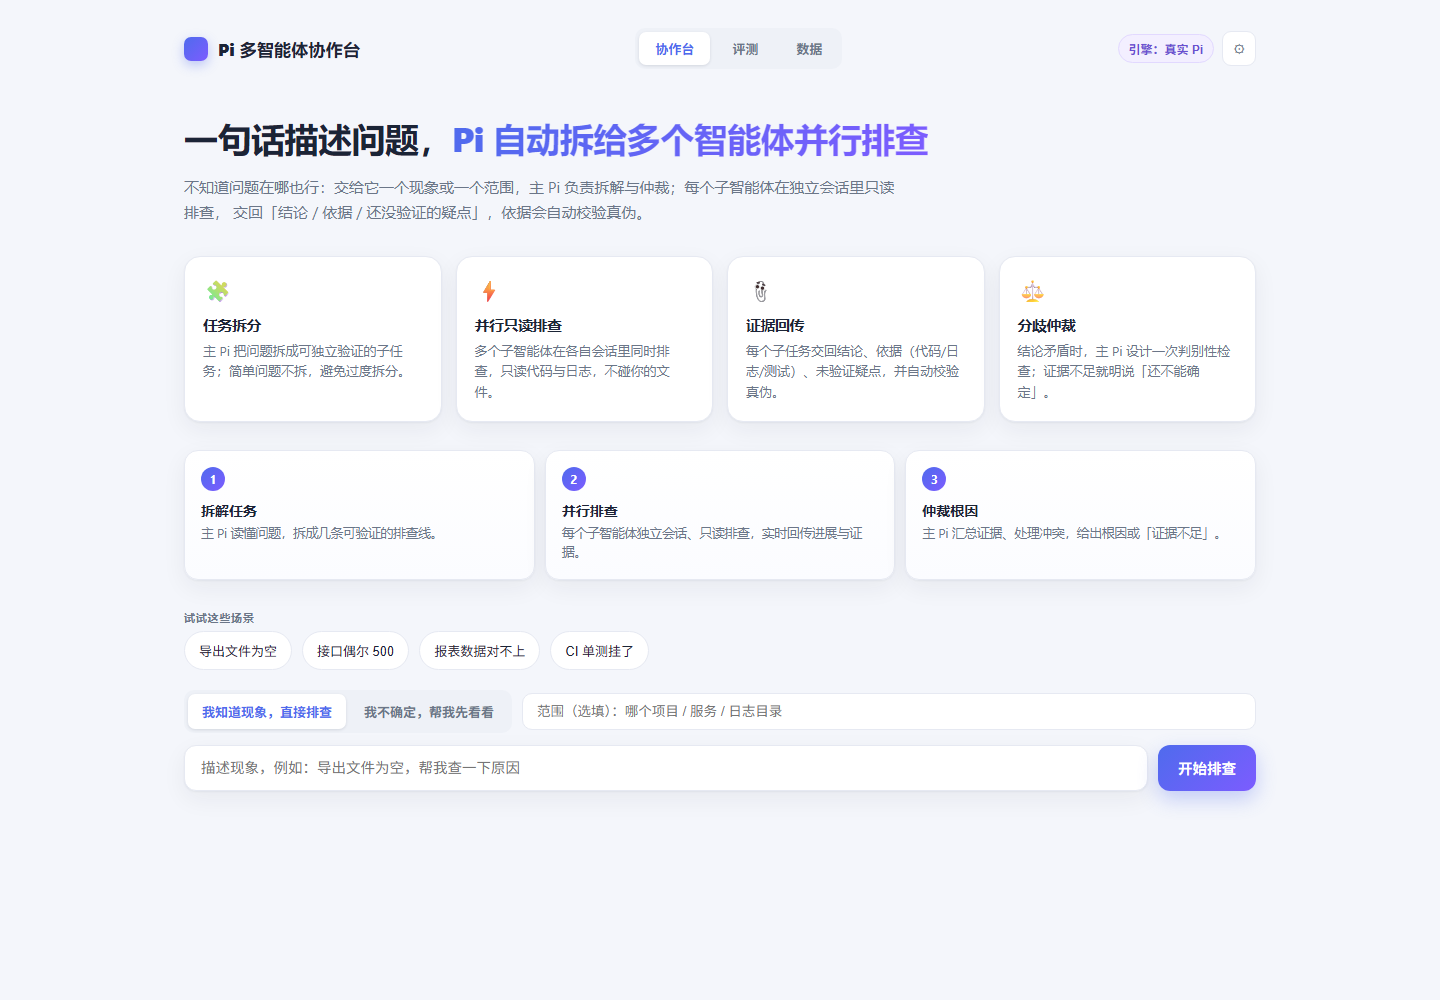 Pi 多智能体协作台
协作台
评测
数据
引擎：真实 Pi
一句话描述问题，Pi 自动拆给多个智能体并行排查
不知道问题在哪也行：交给它一个现象或一个范围，主 Pi 负责拆解与仲裁；每个子智能体在独立会话里只读
排查， 交回「结论 / 依据 / 还没验证的疑点」，依据会自动校验真伪。
任务拆分
主 Pi 把问题拆成可独立验证的子任
务；简单问题不拆，避免过度拆分。
并行只读排查
多个子智能体在各自会话里同时排
查，只读代码与日志，不碰你的文
件。
证据回传
每个子任务交回结论、依据（代码/日
志/测试）、未验证疑点，并自动校验
真伪。
分歧仲裁
结论矛盾时，主 Pi 设计一次判别性检
查；证据不足就明说「还不能确
定」。
1
拆解任务
主 Pi 读懂问题，拆成几条可验证的排查线。
2
并行排查
每个子智能体独立会话、只读排查，实时回传进展与证
据。
3
仲裁根因
主 Pi 汇总证据、处理冲突，给出根因或「证据不足」。
试试这些场景
导出文件为空
接口偶尔 500
报表数据对不上
CI 单测挂了
我知道现象，直接排查
我不确定，帮我先看看
范围（选填）：哪个项目 / 服务 / 日志目录
描述现象，例如：导出文件为空，帮我查一下原因
开始排查